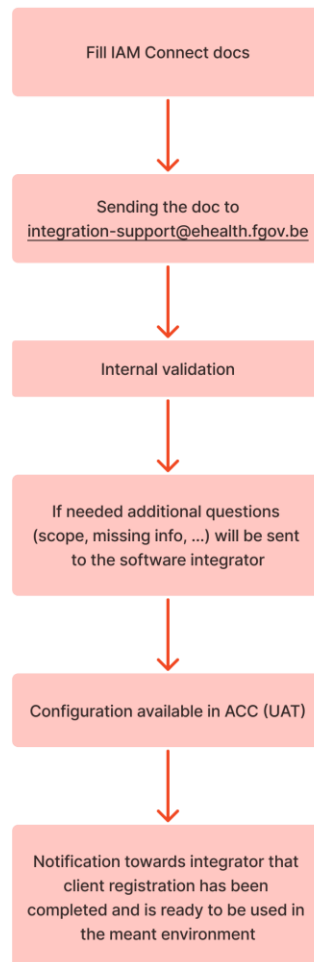 Fill IAM Connect docs
Sending the doc to
integration-support@ehealth.fgov.be
Internal validation
If needed additional questions
(scope, missing info, ...) will be sent
to the software integrator
Configuration available in ACC (UAT)
Notification towards integrator that
client registration has been
completed and is ready to be used in
the meant environment